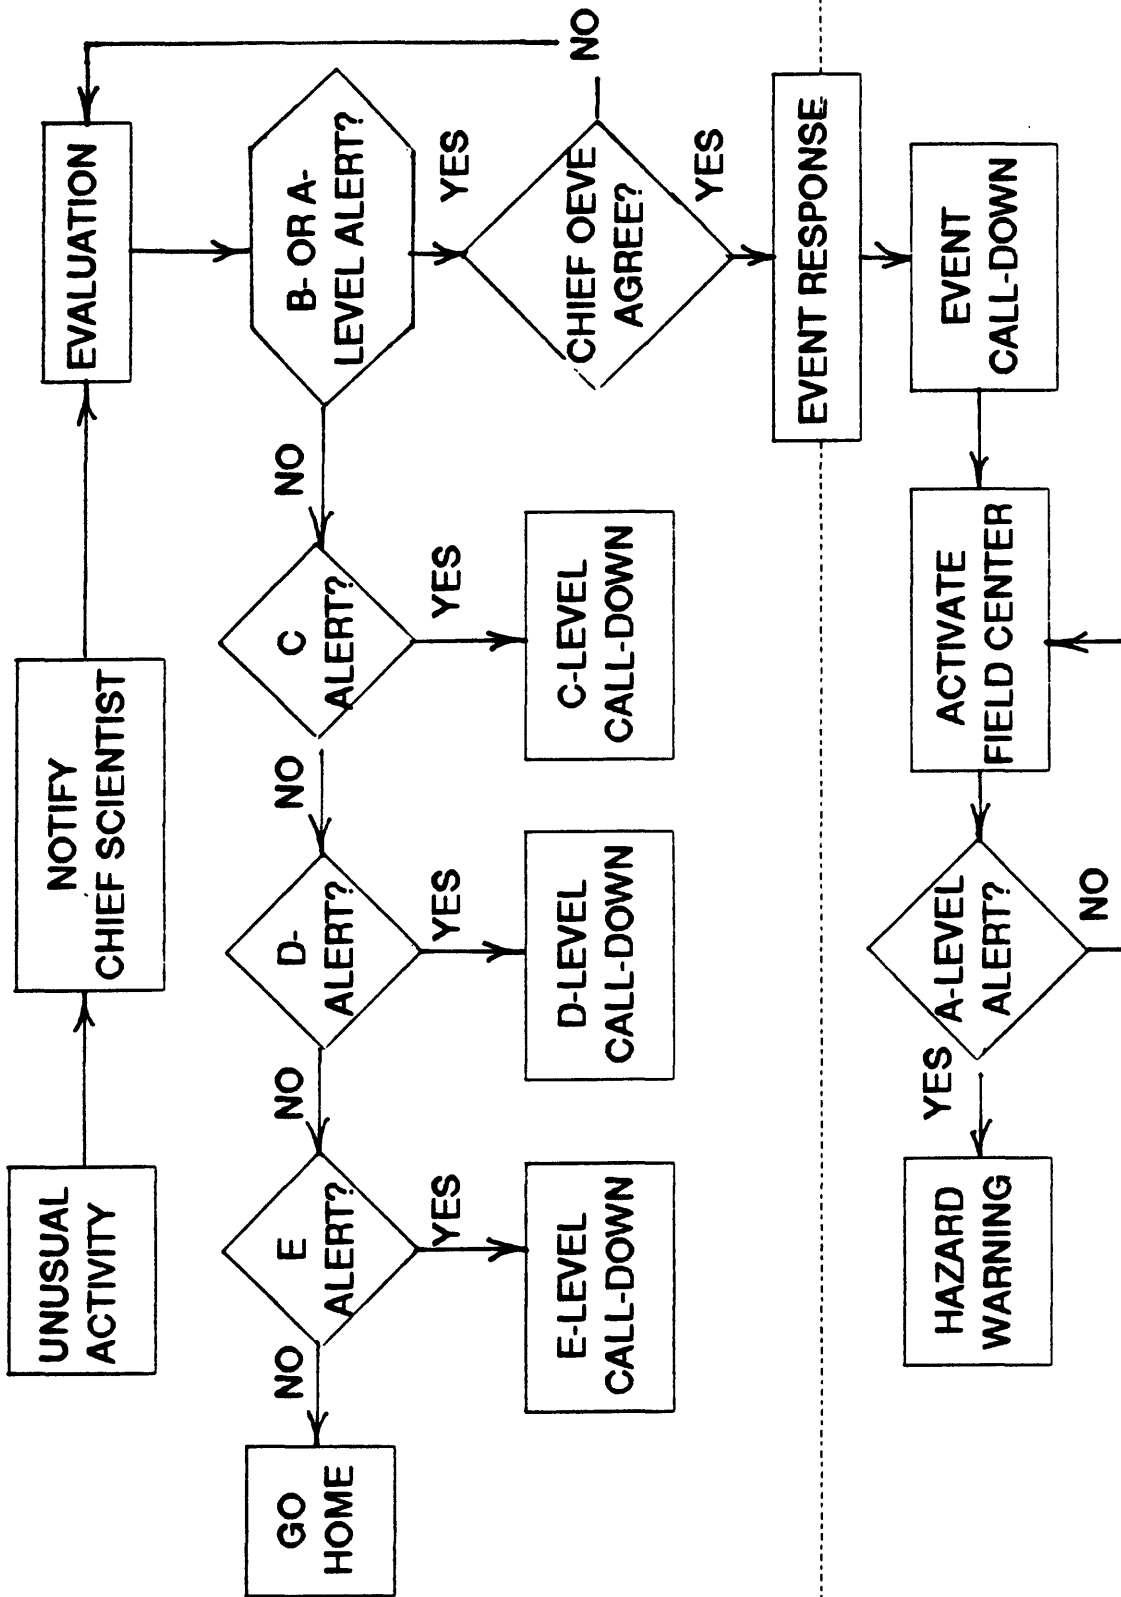 UNUSUAL
ACTIVITY
NOTIFY
CHIEF SCIENTIST
EVALUATION
GO
HOME
NO
E
ALERT?
NO
D-
ALERT?
NO
C
ALERT?
NO
B- OR A-
LEVEL ALERT?
YES
YES
YES
YES
E-LEVEL
CALL-DOWN
D-LEVEL
CALL-DOWN
C-LEVEL
CALL-DOWN
CHIEF OEVE
AGREE?
NO
YES
EVENT RESPONSE
HAZARD
WARNING
YES
A-LEVEL
ALERT?
NO
ACTIVATE
FIELD CENTER
EVENT
CALL-DOWN